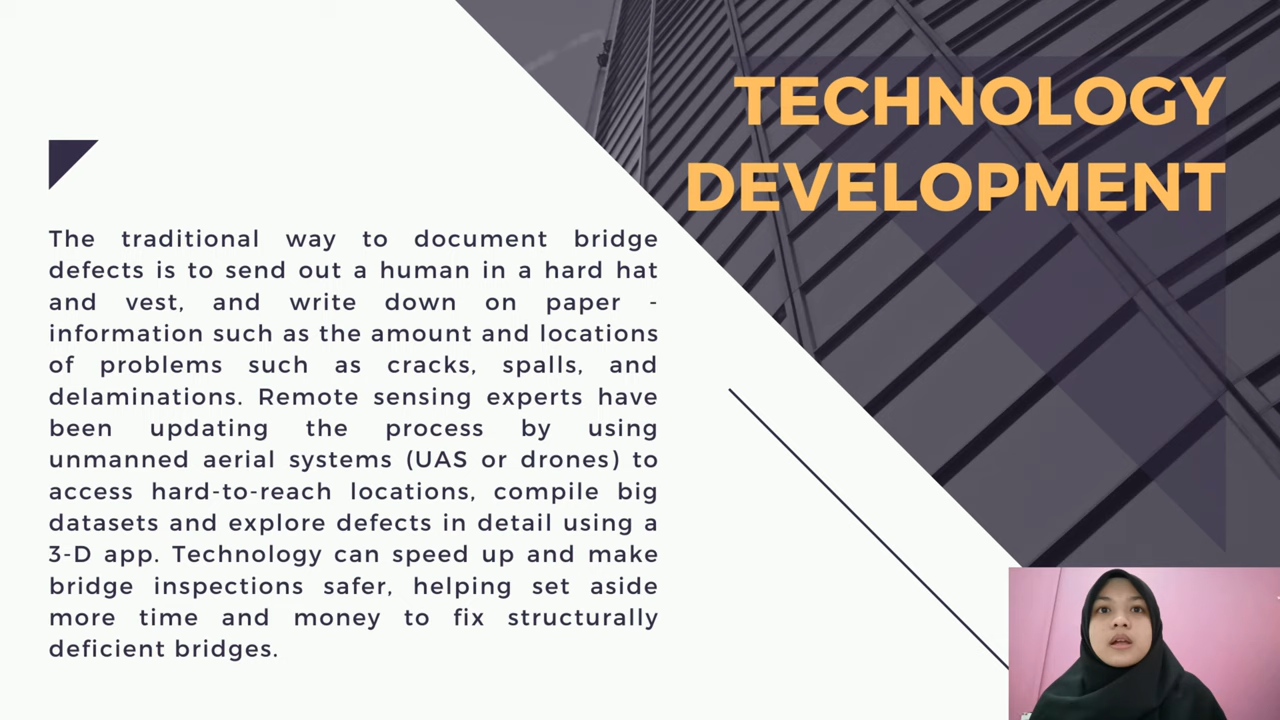 TECHNOLOGY
DEVELOPMENT
The traditional way to document bridge
defects is to send out a human in a hard hat
and vest, and write down on paper -
information such as the amount and locations
of problems such as cracks, spalls, and
delaminations. Remote sensing experts have
been updating the process by using
unmanned aerial systems (UAS or drones) to
access hard-to-reach locations, compile big
datasets and explore defects in detail using a
3-D app. Technology can speed up and make
bridge inspections safer, helping set aside
more time and money to fix structurally
deficient bridges.